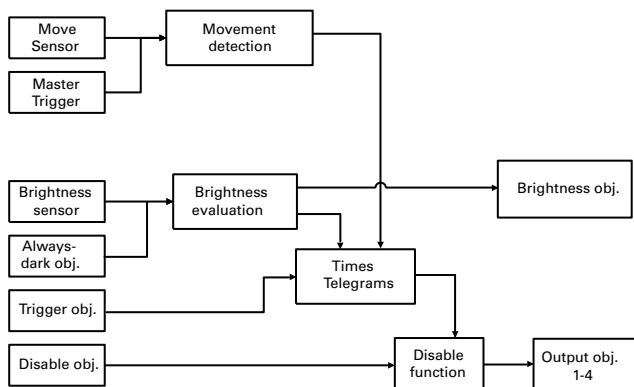 Move
Sensor
Movement
detection
Master
Trigger
Brightness
sensor
Brightness
evaluation
Brightness obj.
Always-
dark obj.
Times
Telegrams
Trigger obj.
Disable obj.
Disable
function
Output obj.
1-4